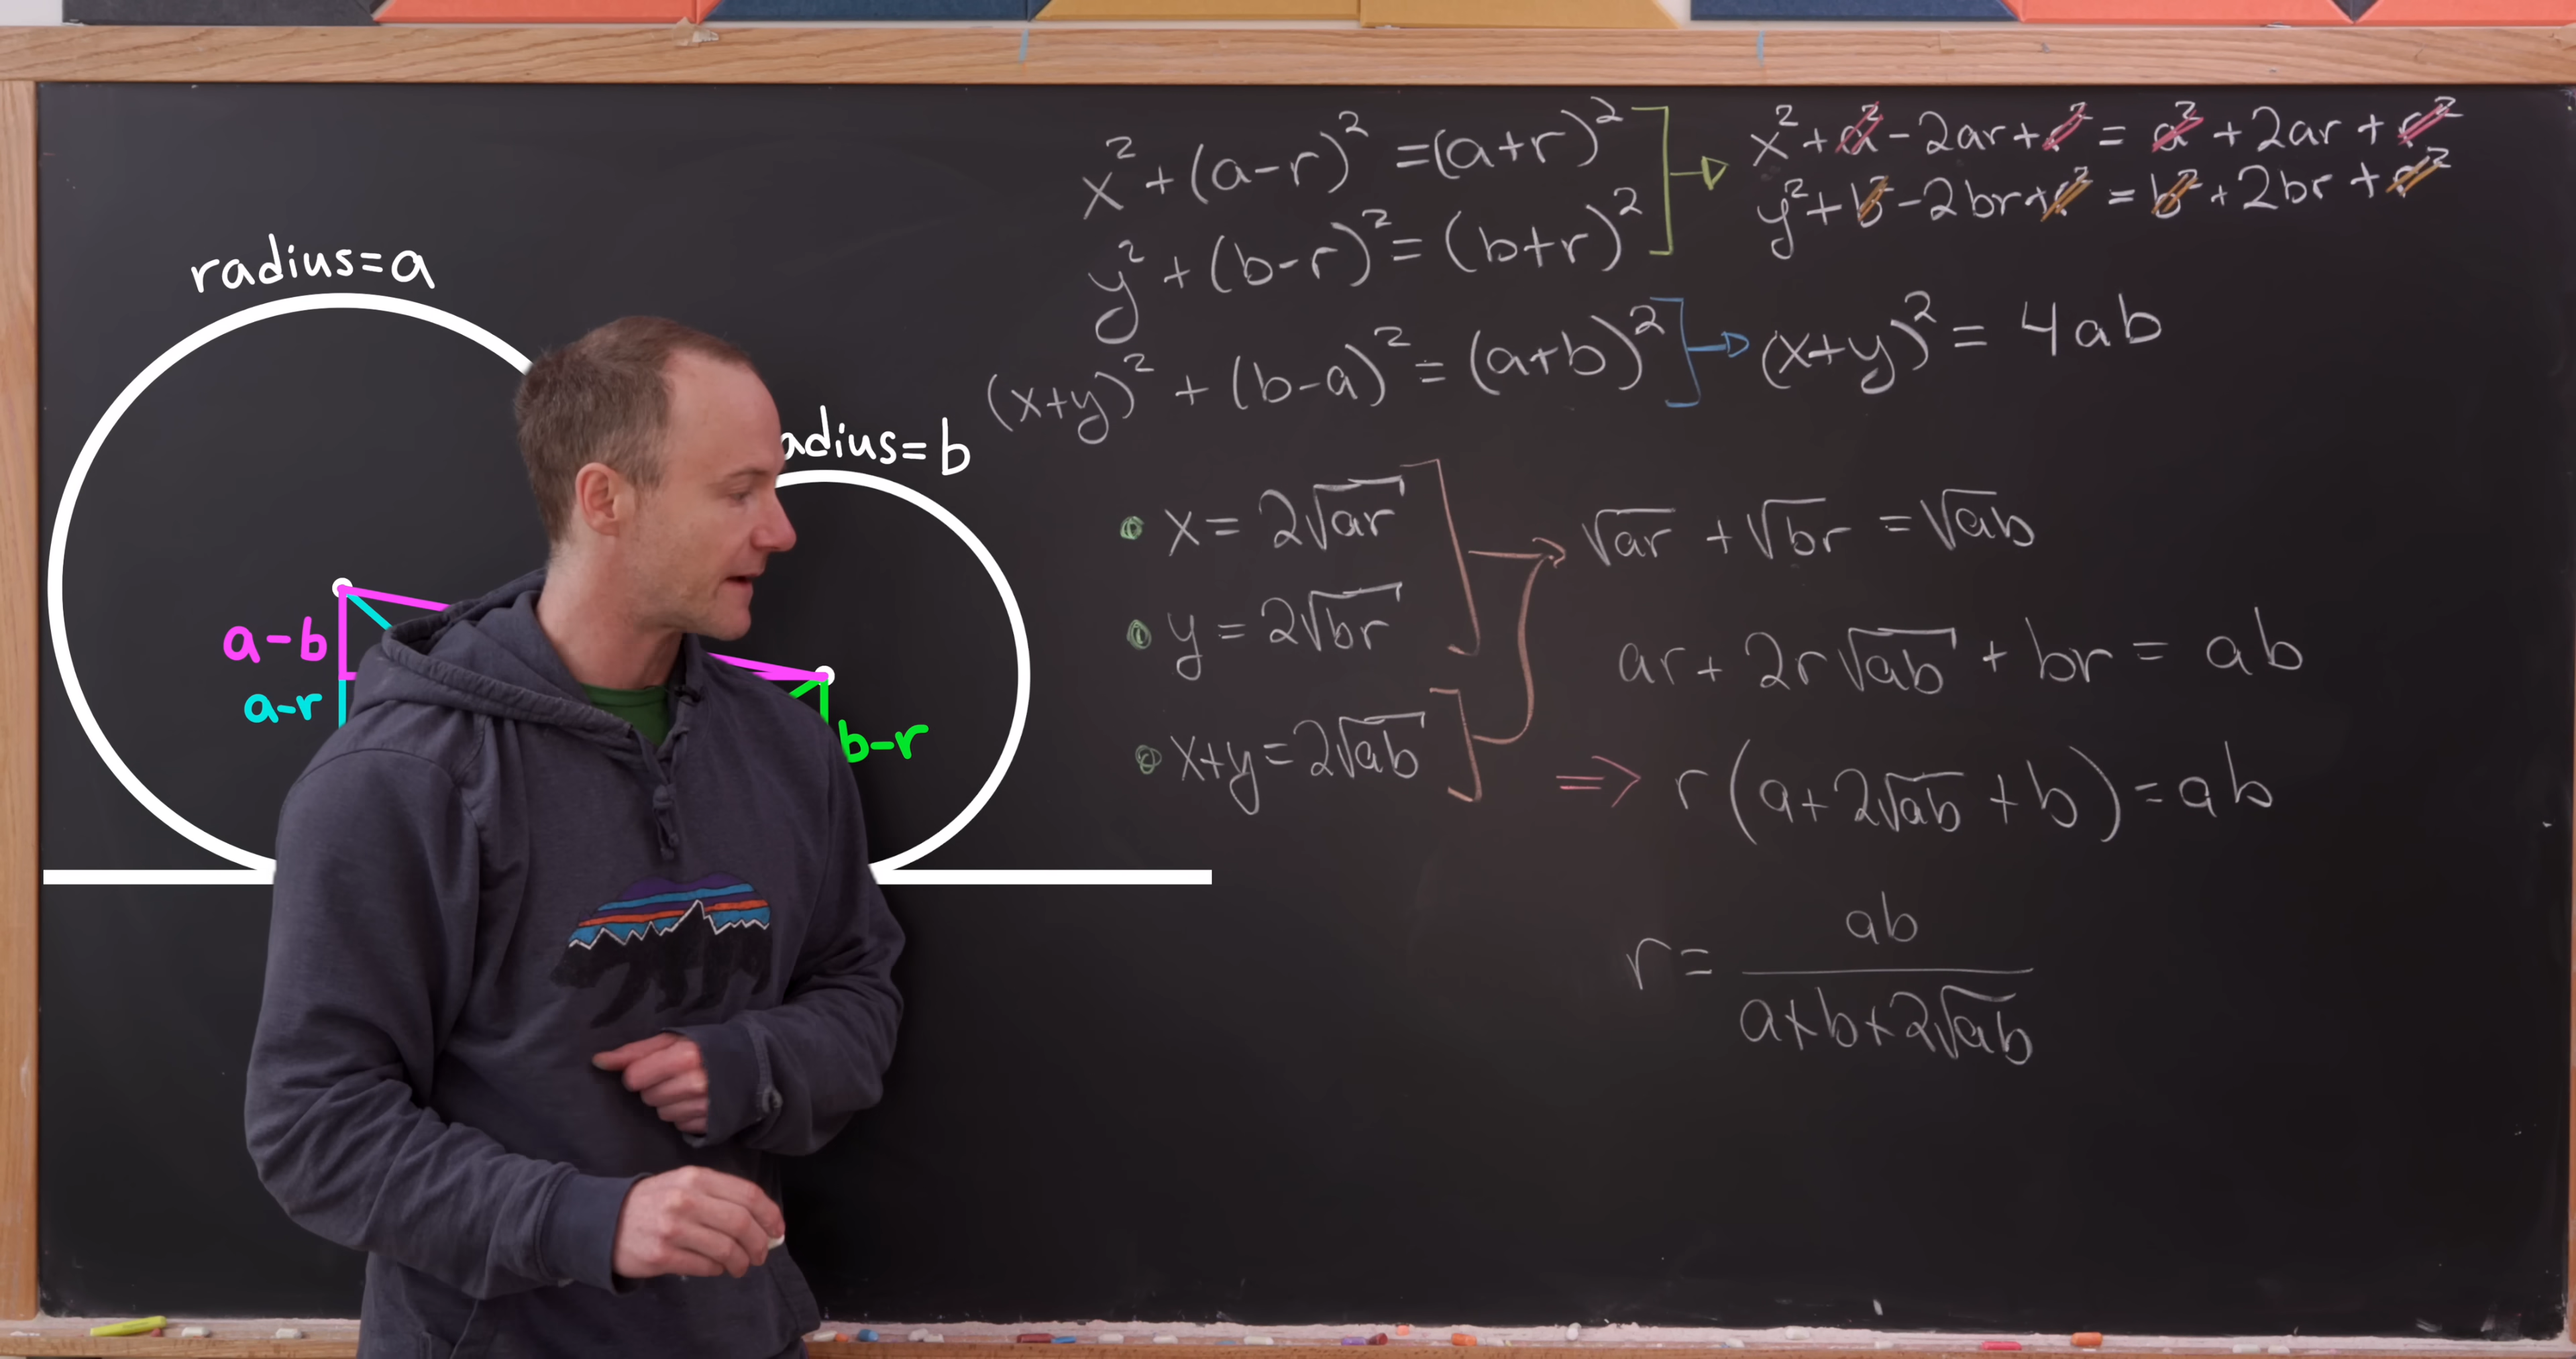 radius=a
adius=b
a-b
a-r
b-r
x²+(a-r)²=(a+r)²
y²+(b-r)²=(b+r)²
(x+y)²+(b-a)²=(a+b)²
x²+a²-2ar+r²=a²+2ar+r²
y²+b²-2br+r²=b²+2br+r²
(x+y)²=4ab
x=2√ar
y=2√br
x+y=2√ab
√ar+√br=√ab
ar+2r√ab+br=ab
⇒ r(a+2√ab+b)=ab
r=ab/(a+b+2√ab)